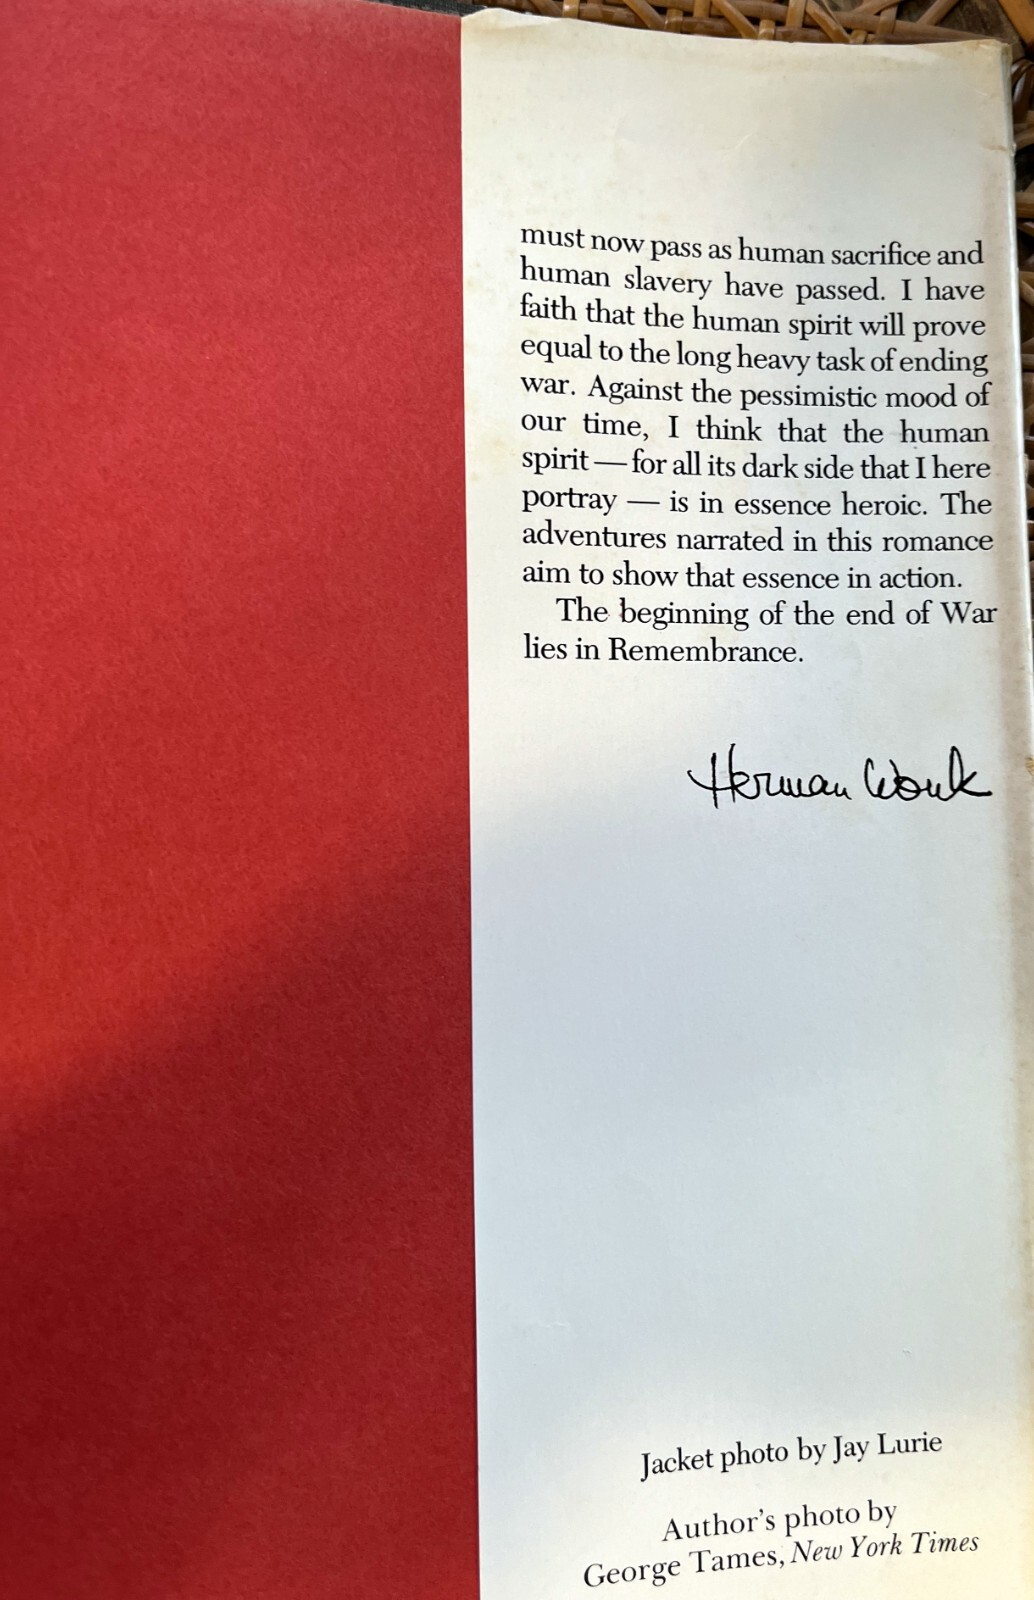 must now pass as human sacrifice and
human slavery have passed. I have
faith that the human spirit will prove
equal to the long heavy task of ending
war. Against the pessimistic mood of
our time, I think that the human
spirit — for all its dark side that I here
portray — is in essence heroic. The
adventures narrated in this romance
aim to show that essence in action.
The beginning of the end of War
lies in Remembrance.
Herman Wouk
Jacket photo by Jay Lurie
Author's photo by
George Tames, New York Times